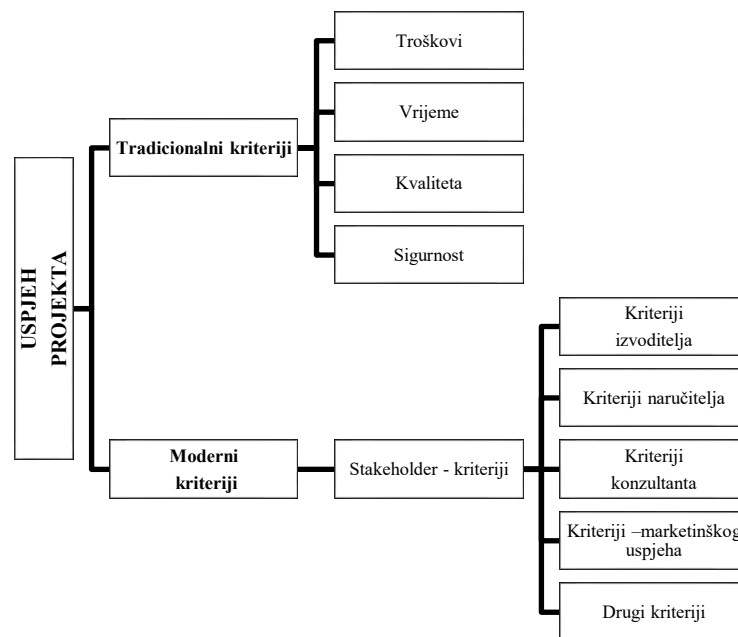 USPJEH
PROJEKTA
Tradicionalni kriteriji
Troškovi
Vrijeme
Kvaliteta
Sigurnost
Moderni
kriteriji
Stakeholder - kriteriji
Kriteriji
izvoditelja
Kriteriji naručitelja
Kriteriji
konzultanta
Kriteriji –marketinškog
uspjeha
Drugi kriteriji